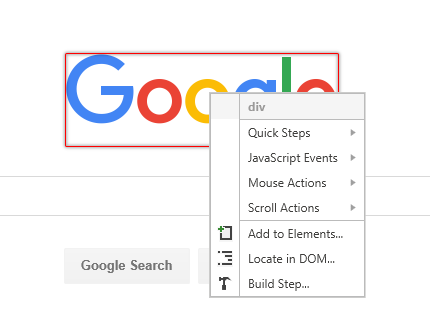 Google
div
Quick Steps
JavaScript Events
Mouse Actions
Scroll Actions
Add to Elements...
Locate in DOM...
Build Step...
Google Search